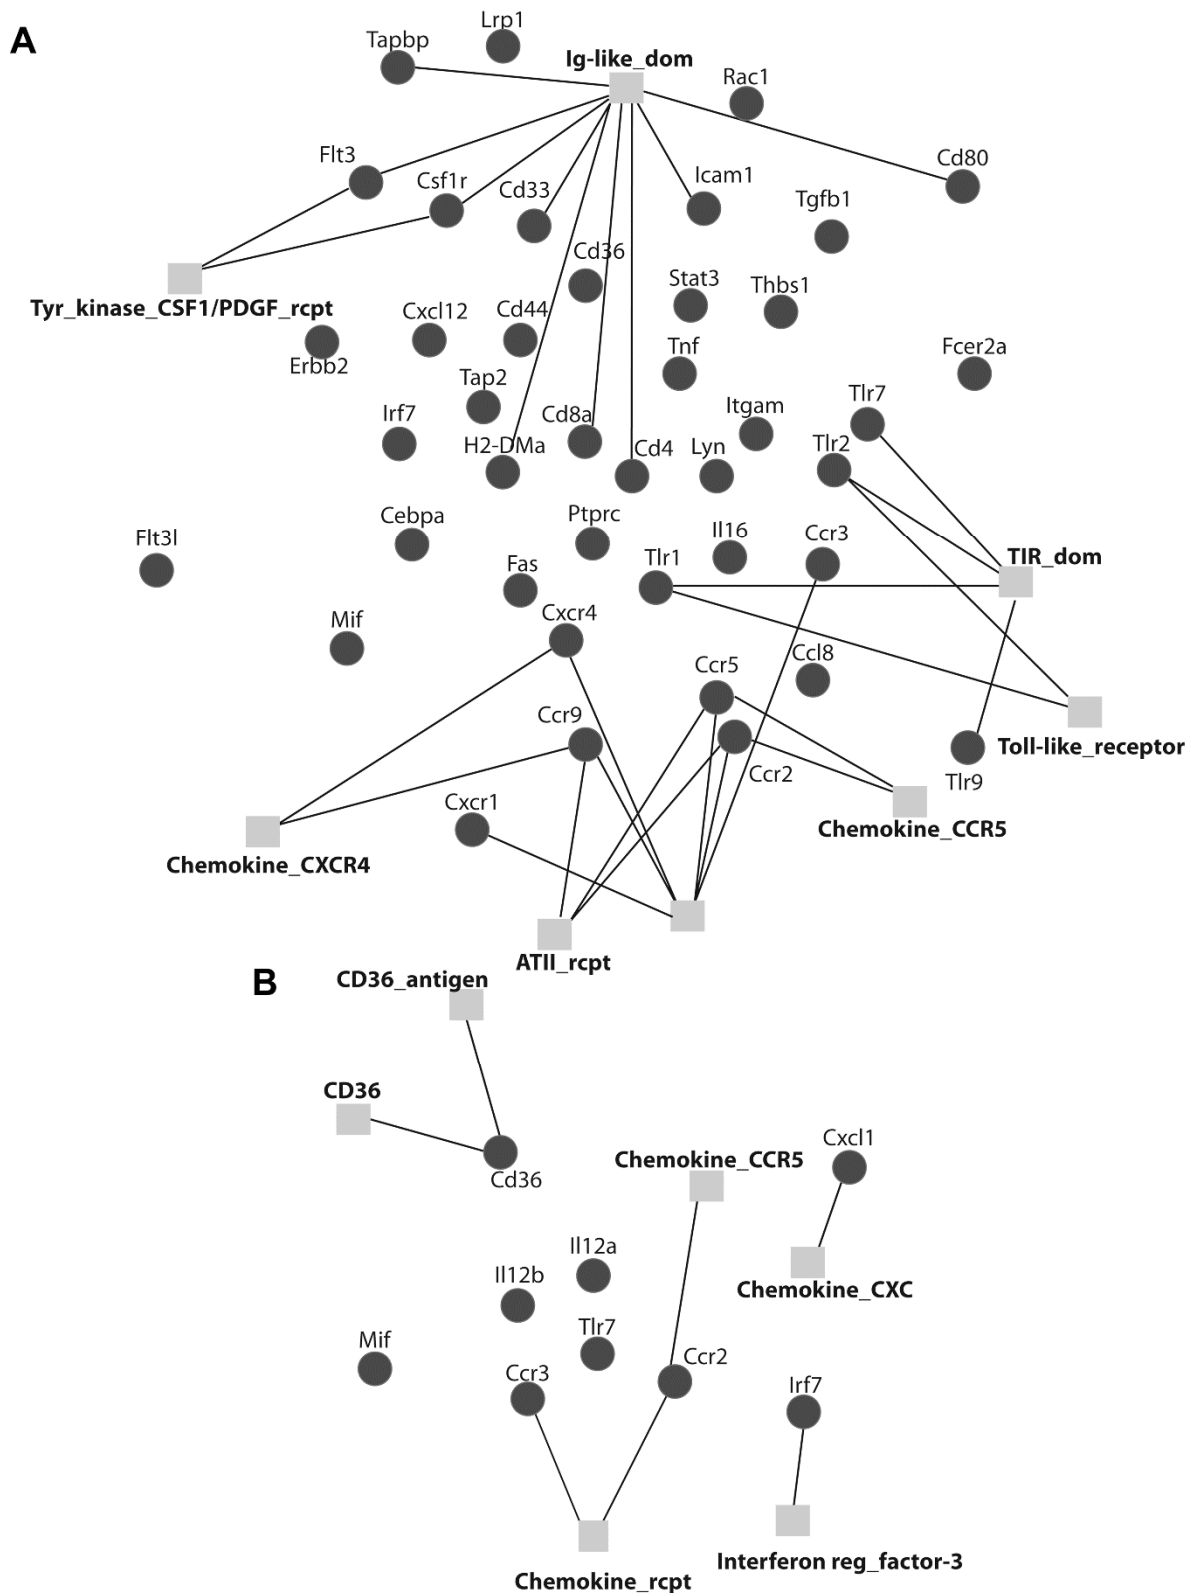 A
Lrp1
Tapbp
Ig-like_dom
Rac1
Flt3
Csf1r
Cd33
Icam1
Cd80
Tgfb1
Cd36
Stat3
Thbs1
Tyr_kinase_CSF1/PDGF_rcpt
Cxcl12
Cd44
Tnf
Fcer2a
Erbb2
Tap2
Tlr7
Irf7
Cd8a
Itgam
H2-DMa
Cd4
Lyn
Tlr2
Cebpa
Ptprc
Il16
Ccr3
Flt3l
Fas
Tlr1
TIR_dom
Mif
Cxcr4
Ccl8
Ccr5
Ccr9
Toll-like_receptor
Ccr2
Tlr9
Cxcr1
Chemokine_CCR5
Chemokine_CXCR4
ATII_rcpt
B
CD36_antigen
CD36
Cxcl1
Chemokine_CCR5
Cd36
Il12a
Il12b
Chemokine_CXC
Tlr7
Mif
Ccr2
Ccr3
Irf7
Interferon reg_factor-3
Chemokine_rcpt